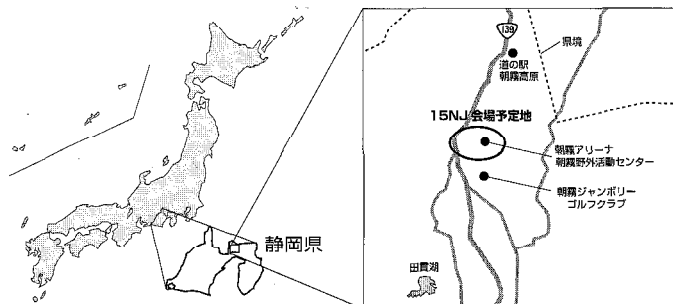 静岡県
139
県境
道の駅
朝霧高原
15NJ 会場予定地
朝霧アリーナ
朝霧野外活動センター
朝霧ジャンボリー
ゴルフクラブ
田貫湖